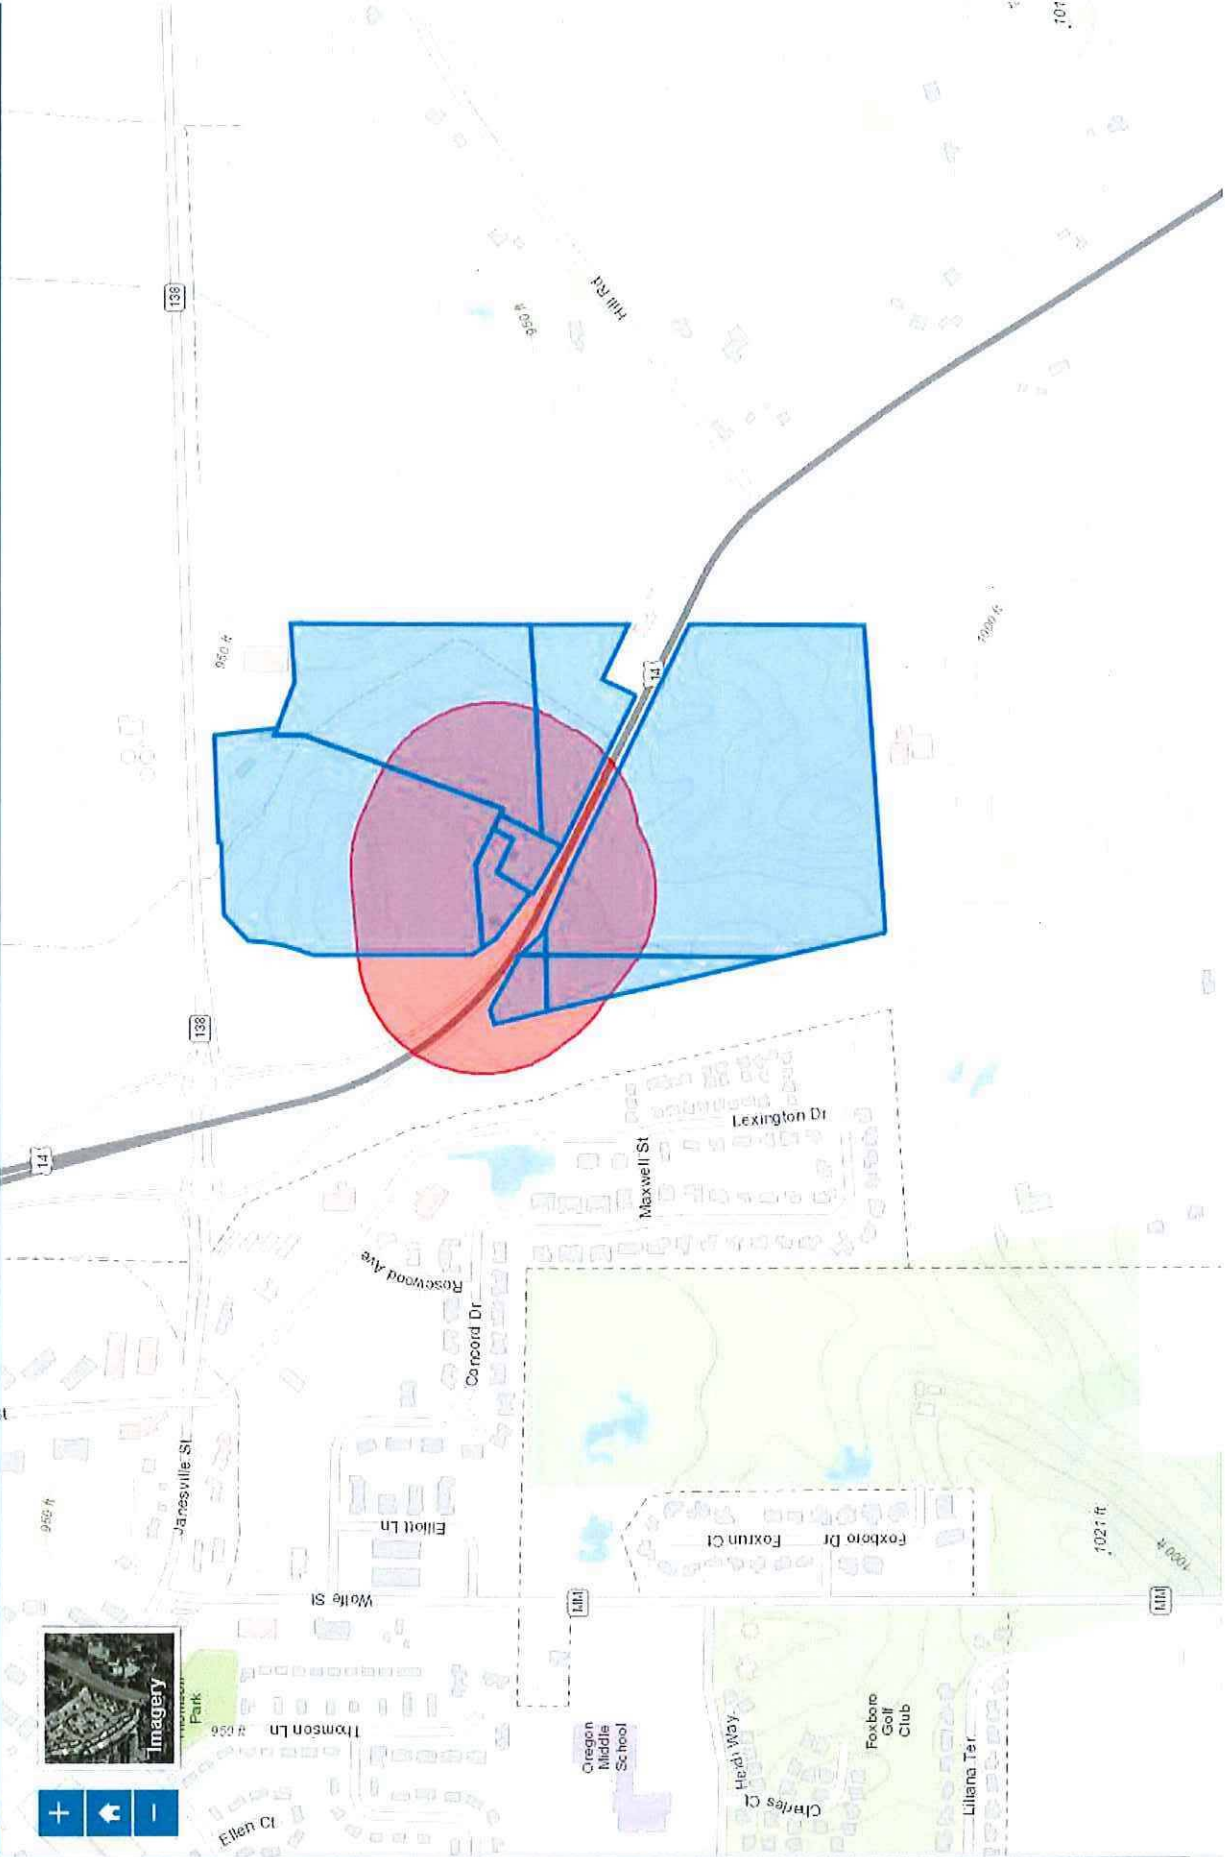 Imagery
Park
950 ft
Thomson Ln
Ellen Ct
Oregon
Middle
School
Heidi Way
Charles Ct
Foxboro
Golf
Club
Liliana Ter
MM
MM
Wolfe St
Elliott Ln
Foxrun Ct
Foxboro Dr
1021 ft
1000 ft
950 ft
Janesville St
Concord Dr
Rosewood Ave
Maxwell St
Lexington Dr
14
138
14
950 ft
1000 ft
138
950 ft
Hill Rd
101